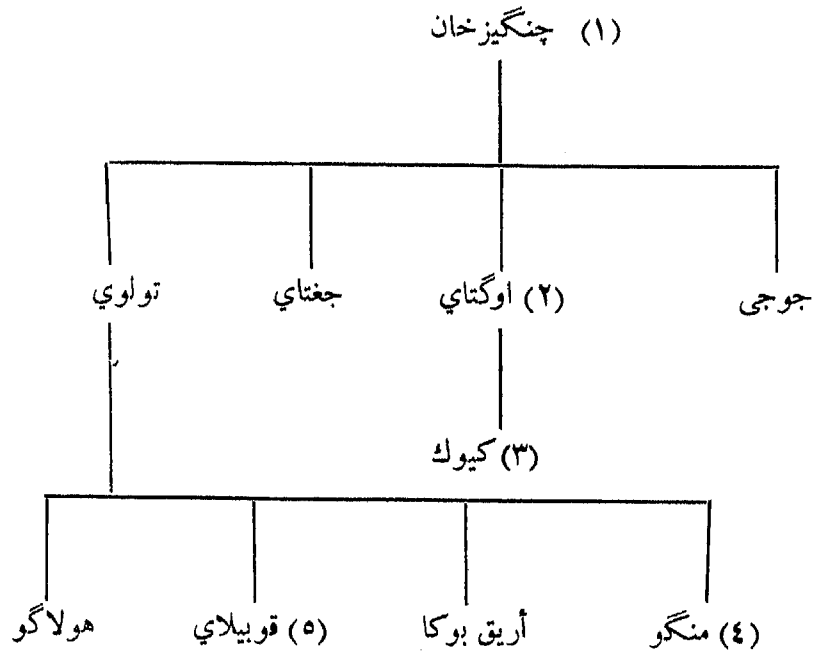 (١) چنگيزخان
جوجى (٢) اوگتاي جغتاي تولوي
(٣) كيوك
(٤) منگو أريق بوكا (٥) قوبيلاي هولاگو